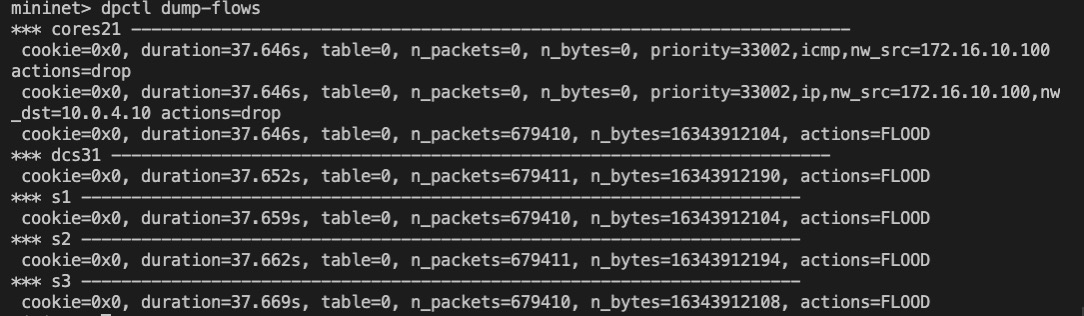 mininet> dpctl dump-flows
*** cores21 ------------------------------------------------------------------------
 cookie=0x0, duration=37.646s, table=0, n_packets=0, n_bytes=0, priority=33002,icmp,nw_src=172.16.10.100
actions=drop
 cookie=0x0, duration=37.646s, table=0, n_packets=0, n_bytes=0, priority=33002,ip,nw_src=172.16.10.100,nw
_dst=10.0.4.10 actions=drop
 cookie=0x0, duration=37.646s, table=0, n_packets=679410, n_bytes=16343912104, actions=FLOOD
*** dcs31 ------------------------------------------------------------------------
 cookie=0x0, duration=37.652s, table=0, n_packets=679411, n_bytes=16343912190, actions=FLOOD
*** s1 ------------------------------------------------------------------------
 cookie=0x0, duration=37.659s, table=0, n_packets=679410, n_bytes=16343912104, actions=FLOOD
*** s2 ------------------------------------------------------------------------
 cookie=0x0, duration=37.662s, table=0, n_packets=679411, n_bytes=16343912194, actions=FLOOD
*** s3 ------------------------------------------------------------------------
 cookie=0x0, duration=37.669s, table=0, n_packets=679410, n_bytes=16343912108, actions=FLOOD